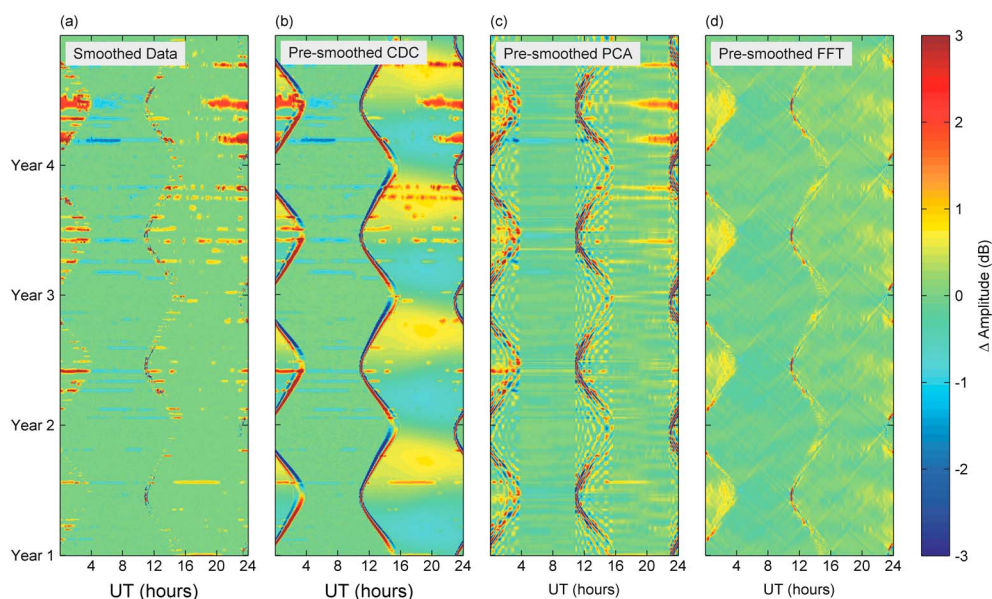 (a) (b) (c) (d)
Smoothed Data Pre-smoothed CDC Pre-smoothed PCA Pre-smoothed FFT
3
2
1
0
-1
-2
-3
Δ Amplitude (dB)
Year 4
Year 3
Year 2
Year 1
4 8 12 16 20 24 4 8 12 16 20 24 4 8 12 16 20 24 4 8 12 16 20 24
UT (hours) UT (hours) UT (hours) UT (hours)